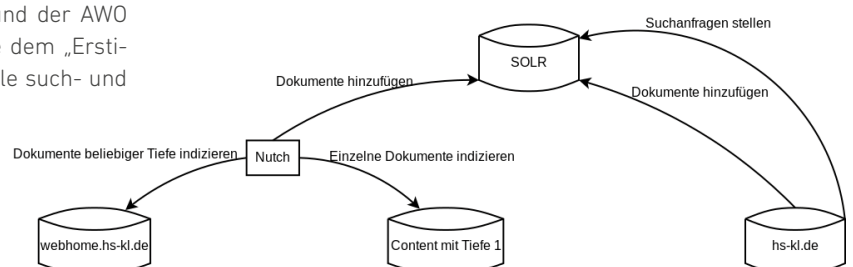 ind der AWO
e dem „Ersti-
le such- und
Suchanfragen stellen
SOLR
Dokumente hinzufügen
Dokumente hinzufügen
Dokumente beliebiger Tiefe indizieren
Nutch
Einzelne Dokumente indizieren
webhome.hs-kl.de
Content mit Tiefe 1
hs-kl.de